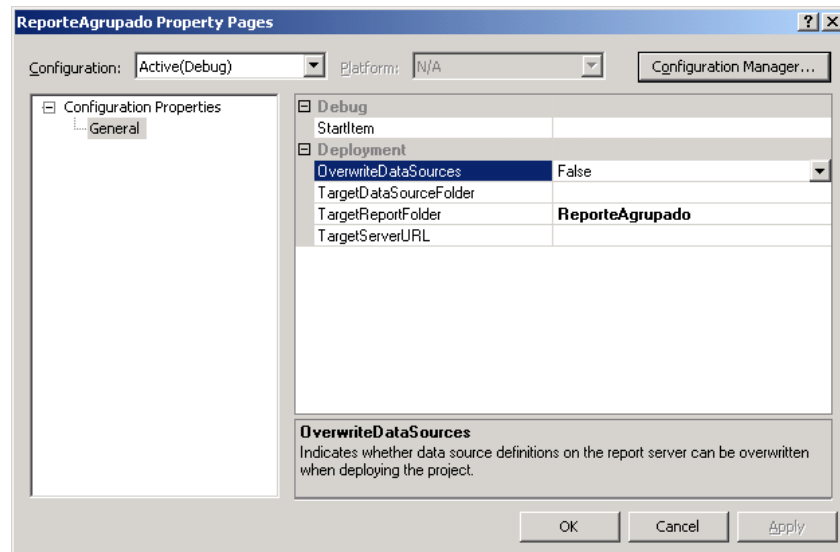 ReporteAgrupado Property Pages
Configuration: Active(Debug) Platform: N/A Configuration Manager...
Configuration Properties
General
Debug
StartItem
Deployment
OverwriteDataSources False
TargetDataSourceFolder
TargetReportFolder ReporteAgrupado
TargetServerURL
OverwriteDataSources
Indicates whether data source definitions on the report server can be overwritten
when deploying the project.
OK Cancel Apply